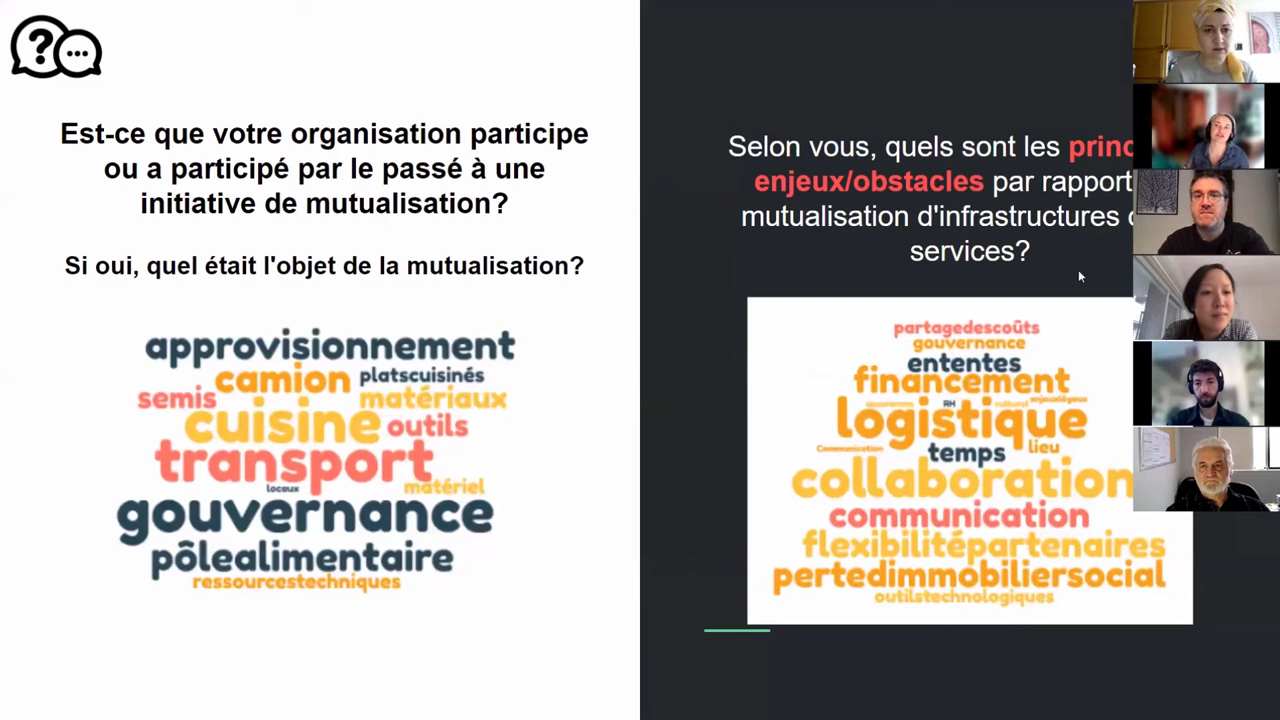 Est-ce que votre organisation participe
ou a participé par le passé à une
initiative de mutualisation?
Si oui, quel était l'objet de la mutualisation?
approvisionnement
camion platscuisinés
semis matériaux
cuisine outils
transport
locaux matériel
gouvernance
pôlealimentaire
ressourcestechniques
Selon vous, quels sont les
enjeux/obstacles par rapport
mutualisation d'infrastructures
services?
partagedescoûts
gouvernance
ententes
financement
RH culturel enjeuxlégaux
logistique
Communication temps lieu
collaboration
communication
flexibilitépartenaires
pertedimmobiliersocial
outilstechnologiques